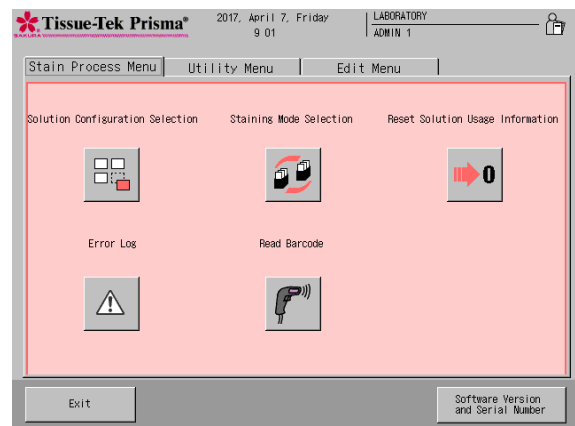 Tissue-Tek Prisma®
SAKURA
2017, April 7, Friday
9 01
LABORATORY
ADMIN 1
Stain Process Menu
Utility Menu
Edit Menu
Solution Configuration Selection
Staining Mode Selection
Reset Solution Usage Information
0
Error Log
Read Barcode
Exit
Software Version
and Serial Number